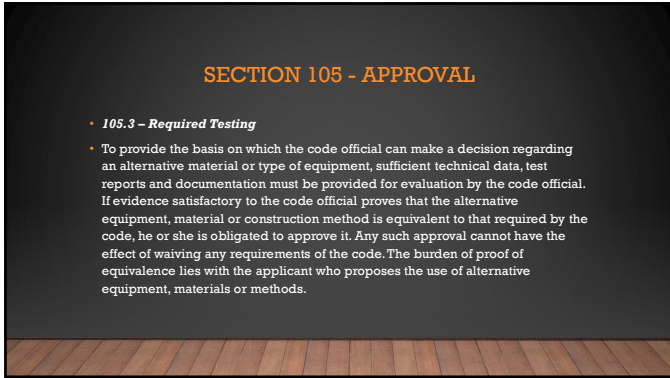 SECTION 105 - APPROVAL
• 105.3 – Required Testing
• To provide the basis on which the code official can make a decision regarding
an alternative material or type of equipment, sufficient technical data, test
reports and documentation must be provided for evaluation by the code official.
If evidence satisfactory to the code official proves that the alternative
equipment, material or construction method is equivalent to that required by the
code, he or she is obligated to approve it. Any such approval cannot have the
effect of waiving any requirements of the code. The burden of proof of
equivalence lies with the applicant who proposes the use of alternative
equipment, materials or methods.